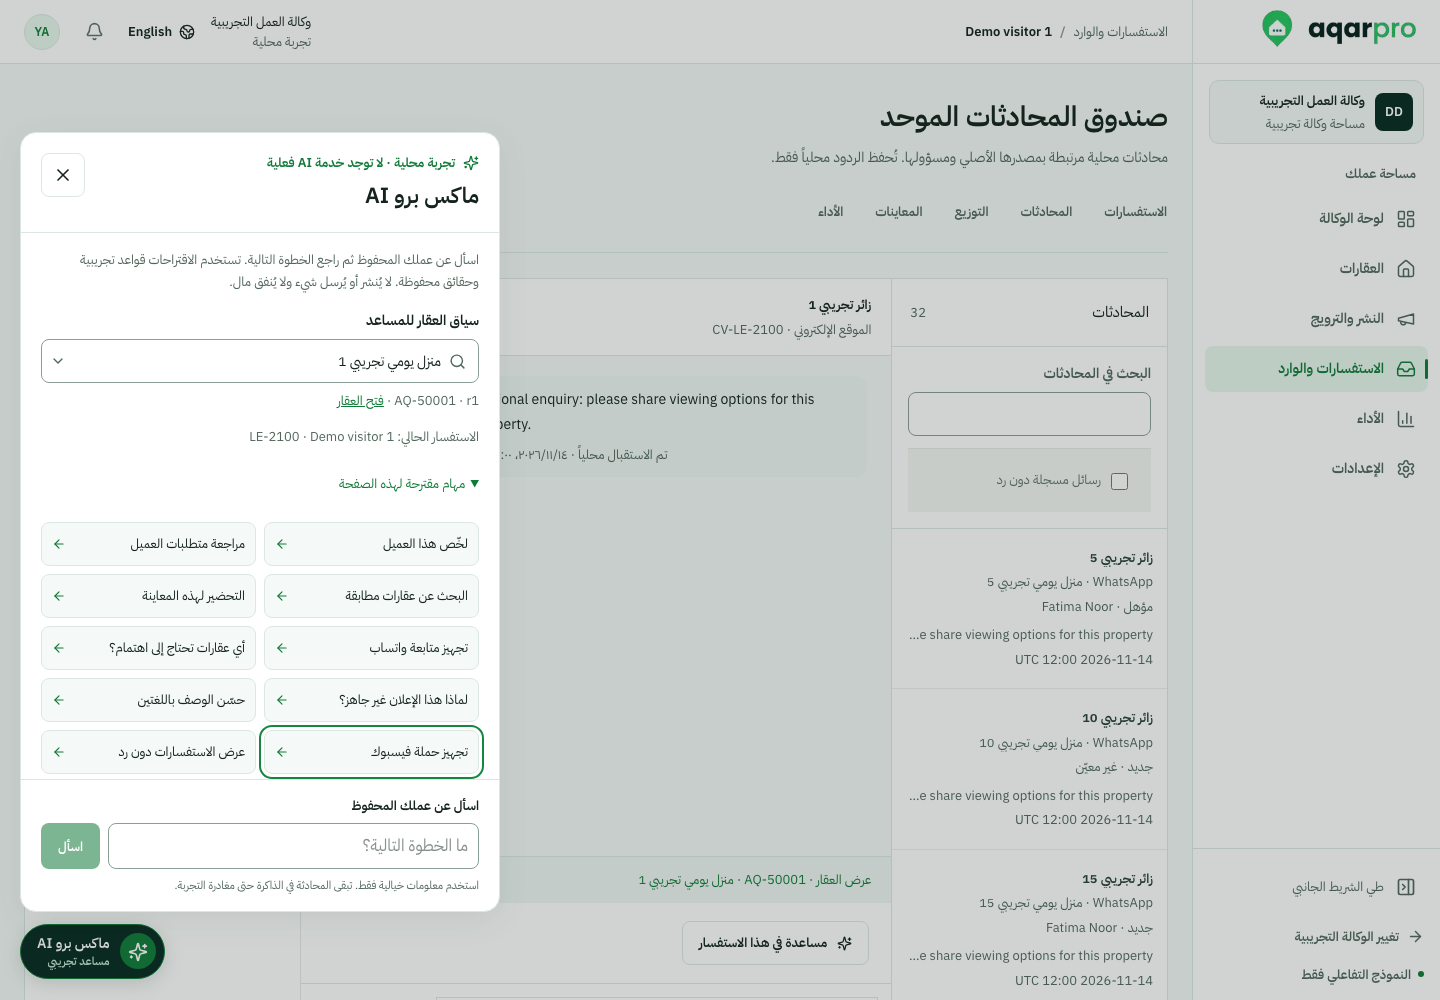 aqarpro
DD
وكالة العمل التجريبية
مساحة وكالة تجريبية
مساحة عملك
لوحة الوكالة
العقارات
النشر والترويج
الاستفسارات والوارد
الأداء
الإعدادات
طي الشريط الجانبي
تغيير الوكالة التجريبية
النموذج التفاعلي فقط
الاستفسارات والوارد / Demo visitor 1
وكالة العمل التجريبية
تجربة محلية
English
YA
صندوق المحادثات الموحد
محادثات محلية مرتبطة بمصدرها الأصلي ومسؤولها. تُحفظ الردود محلياً فقط.
الاستفسارات
المحادثات
التوزيع
المعاينات
الأداء
المحادثات
32
البحث في المحادثات
رسائل مسجلة دون رد
زائر تجريبي 5
WhatsApp · منزل يومي تجريبي 5
مؤهل · Fatima Noor
...e share viewing options for this property
2026-11-14 12:00 UTC
زائر تجريبي 10
WhatsApp · منزل يومي تجريبي 10
جديد · غير معيّن
...e share viewing options for this property
2026-11-14 12:00 UTC
زائر تجريبي 15
WhatsApp · منزل يومي تجريبي 15
جديد · Fatima Noor
...e share viewing options for this property
2026-11-14 12:00 UTC
زائر تجريبي 1
الموقع الإلكتروني · CV-LE-2100
onal enquiry: please share viewing options for this
perty.
تم الاستقبال محلياً · ٢٠٢٦/١١/١٤،
عرض العقار · AQ-50001 · منزل يومي تجريبي 1
مساعدة في هذا الاستفسار
تجربة محلية · لا توجد خدمة AI فعلية
ماكس برو AI
اسأل عن عملك المحفوظ ثم راجع الخطوة التالية. تستخدم الاقتراحات قواعد تجريبية
وحقائق محفوظة. لا يُنشر أو يُرسل شيء ولا يُنفق مال.
سياق العقار للمساعد
منزل يومي تجريبي 1
AQ-50001 · r1 · فتح العقار
الاستفسار الحالي: LE-2100 · Demo visitor 1
مهام مقترحة لهذه الصفحة
لخّص هذا العميل
مراجعة متطلبات العميل
البحث عن عقارات مطابقة
التحضير لهذه المعاينة
تجهيز متابعة واتساب
أي عقارات تحتاج إلى اهتمام؟
لماذا هذا الإعلان غير جاهز؟
حسّن الوصف باللغتين
تجهيز حملة فيسبوك
عرض الاستفسارات دون رد
اسأل عن عملك المحفوظ
ما الخطوة التالية؟
اسأل
استخدم معلومات خيالية فقط. تبقى المحادثة في الذاكرة حتى مغادرة التجربة.
ماكس برو AI
مساعد تجريبي